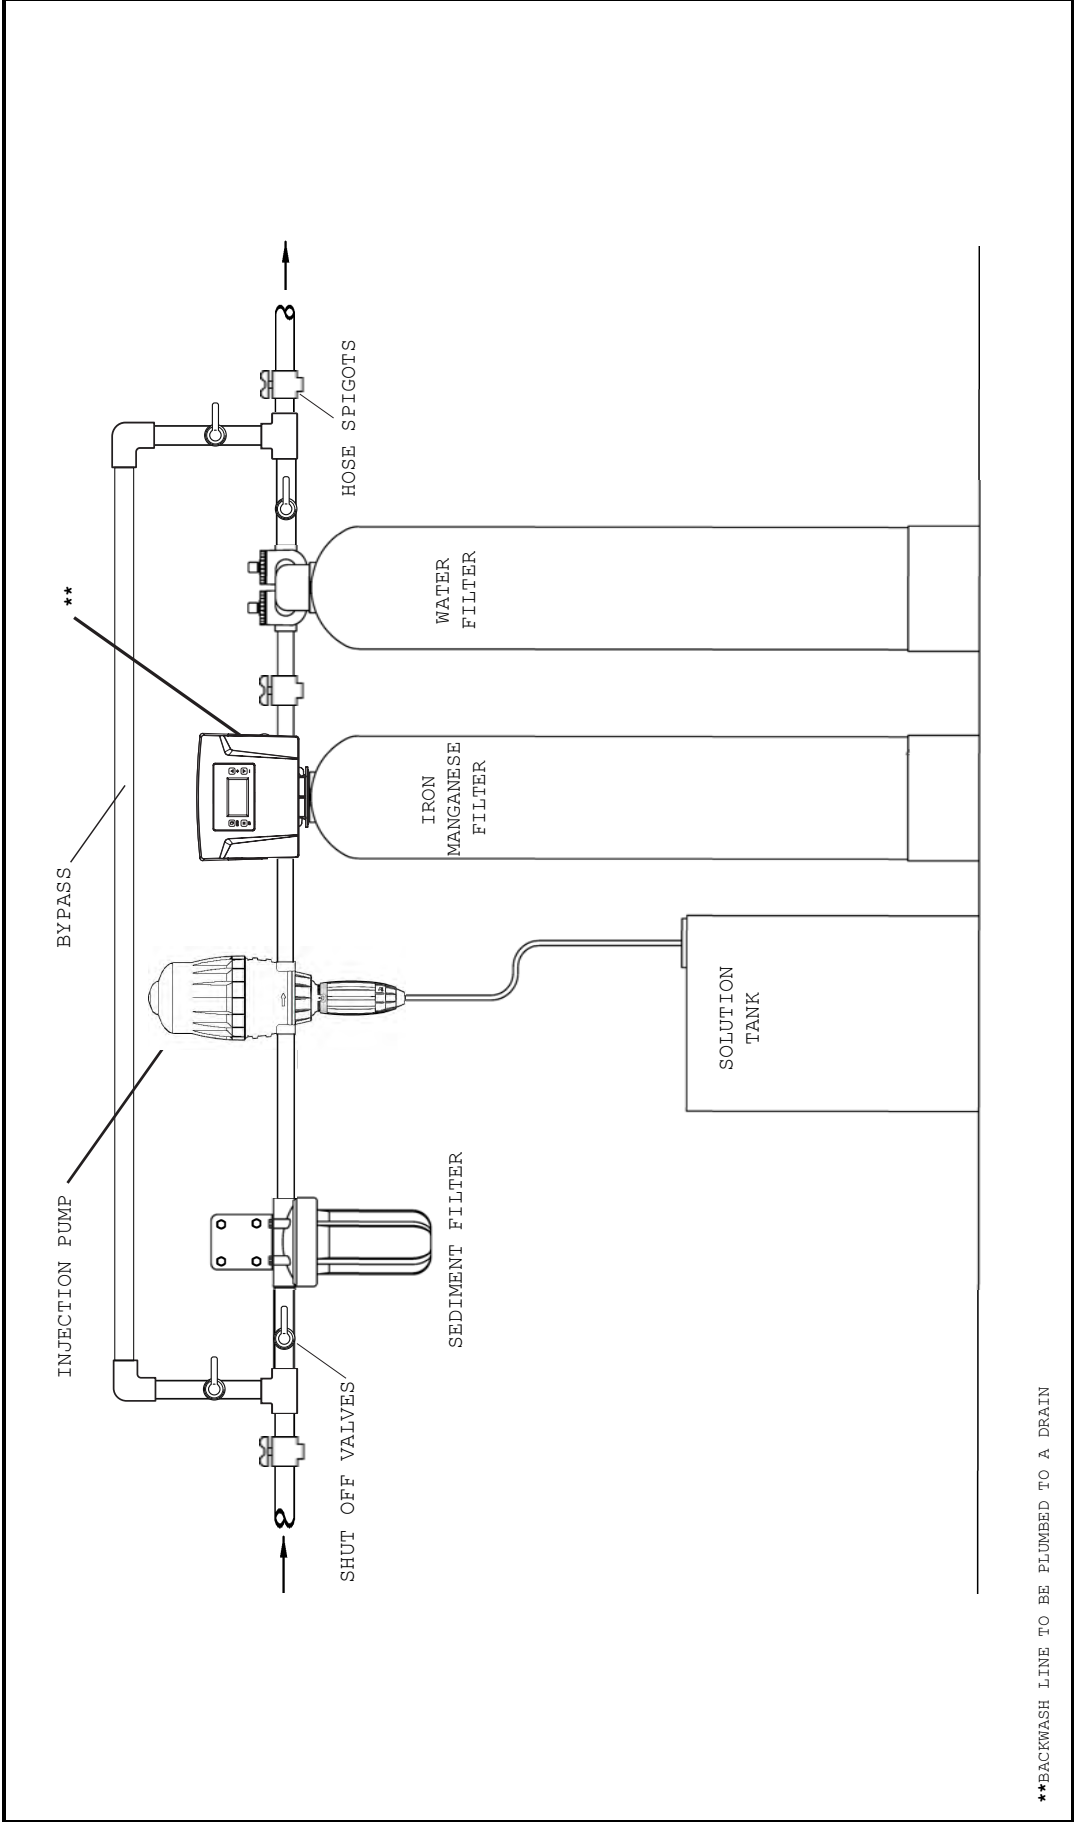 INJECTION PUMP
BYPASS
**
SHUT OFF VALVES
HOSE SPIGOTS
SEDIMENT FILTER
IRON
MANGANESE
FILTER
WATER
FILTER
SOLUTION
TANK
**BACKWASH LINE TO BE PLUMBED TO A DRAIN